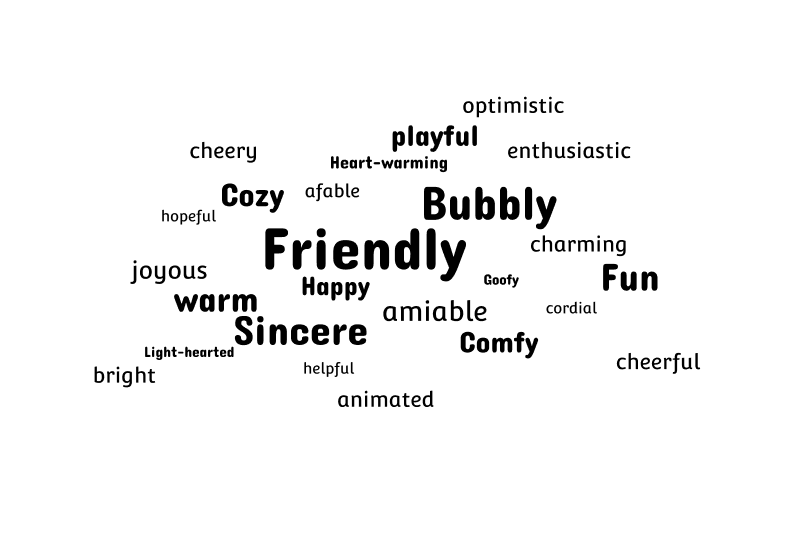 optimistic
playful
cheery
enthusiastic
Heart-warming
afable
Cozy
Bubbly
hopeful
Friendly
charming
joyous
Goofy
Fun
Happy
warm
amiable
cordial
Sincere
Comfy
Light-hearted
cheerful
helpful
bright
animated